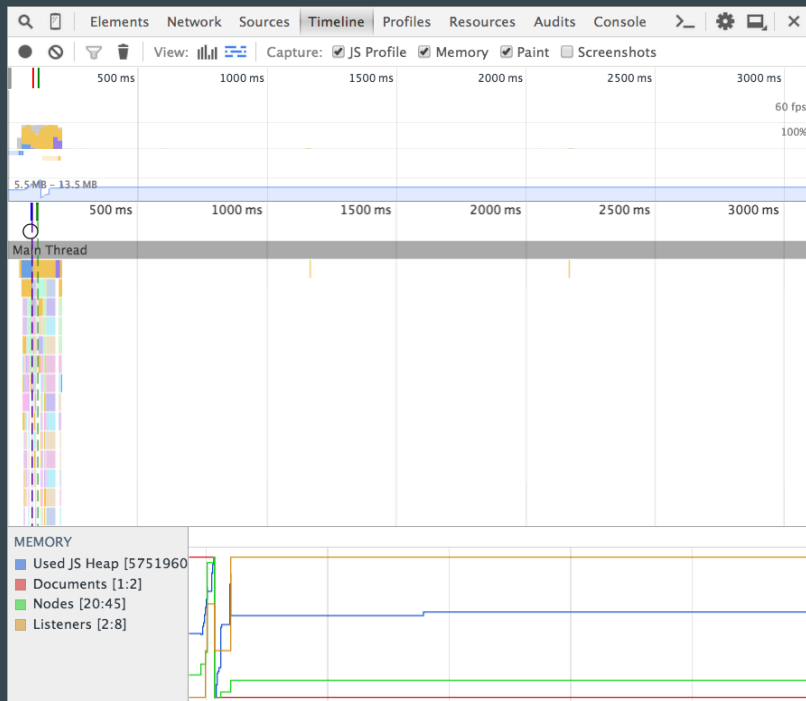 Elements Network Sources Timeline Profiles Resources Audits Console
View: Capture: JS Profile Memory Paint Screenshots
500 ms 1000 ms 1500 ms 2000 ms 2500 ms 3000 ms
60 fps
100%
5.5 MB – 13.5 MB
500 ms 1000 ms 1500 ms 2000 ms 2500 ms 3000 ms
Main Thread
MEMORY
Used JS Heap [5751960
Documents [1:2]
Nodes [20:45]
Listeners [2:8]